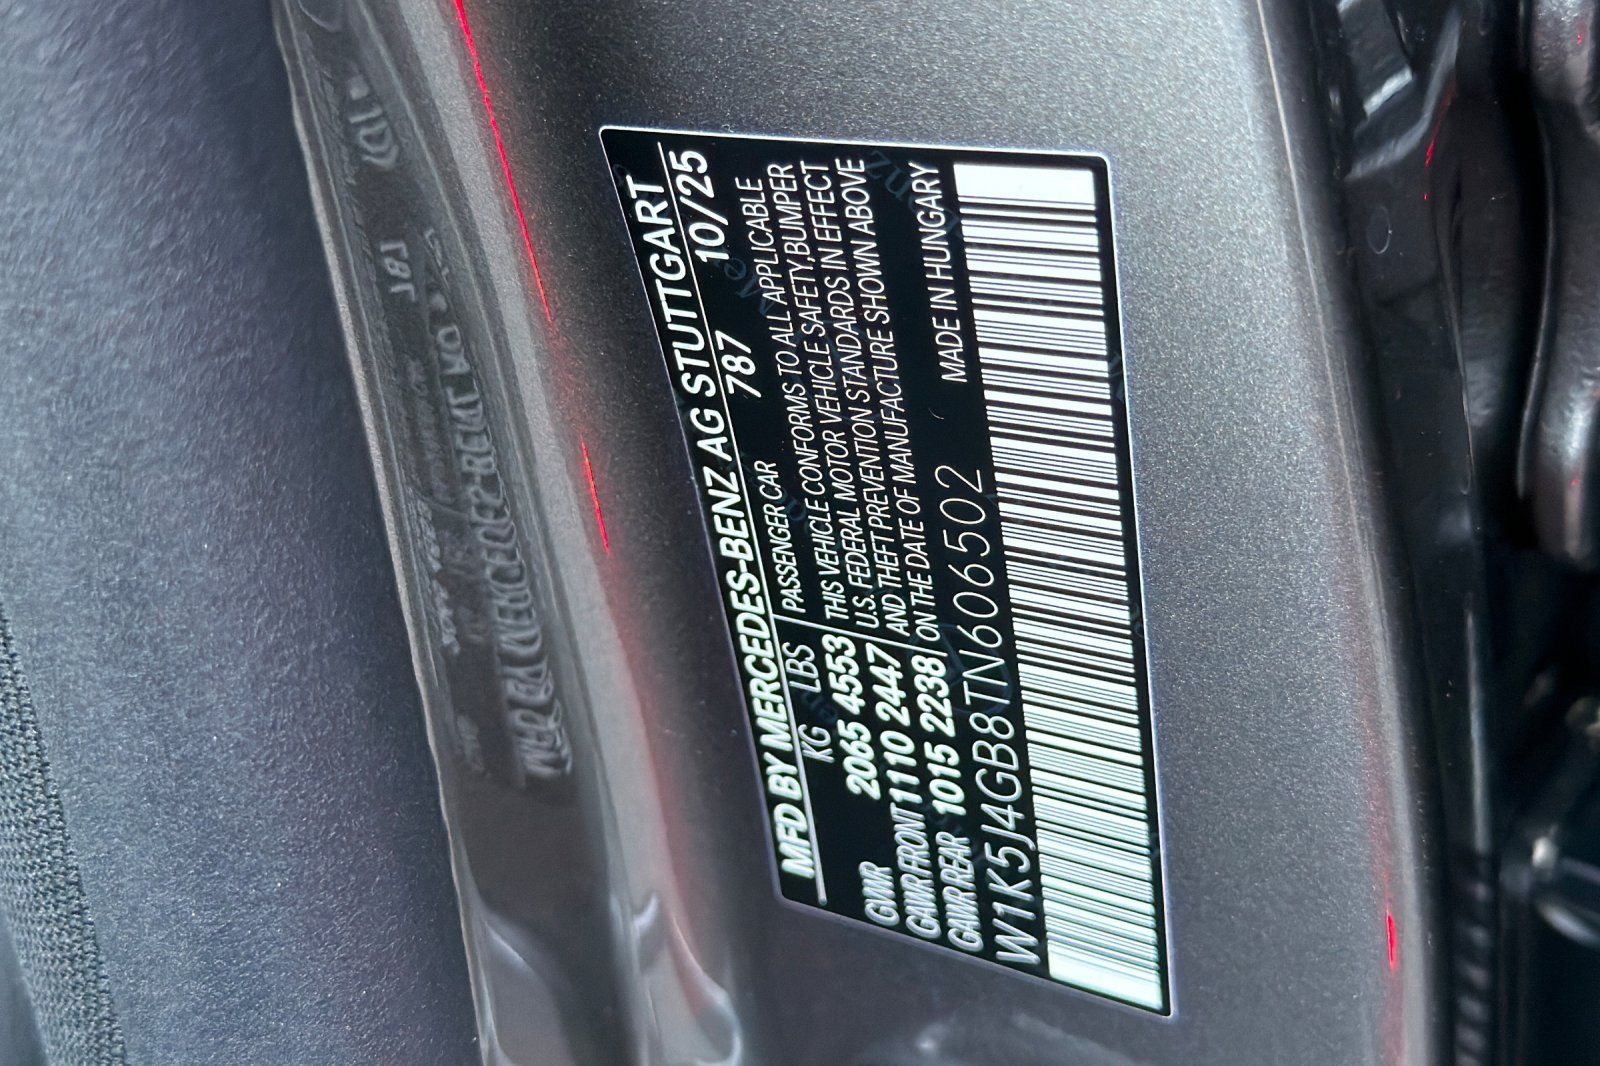 MFD BY MERCEDES-BENZ AG STUTTGART
787 10/25
KG LBS PASSENGER CAR
GVWR 2065 4553
GAWR FRONT 1110 2447
GAWR REAR 1015 2238
THIS VEHICLE CONFORMS TO ALL APPLICABLE
U.S. FEDERAL MOTOR VEHICLE SAFETY, BUMPER
AND THEFT PREVENTION STANDARDS IN EFFECT
ON THE DATE OF MANUFACTURE SHOWN ABOVE
MADE IN HUNGARY
W1K5J4GB8TN606502